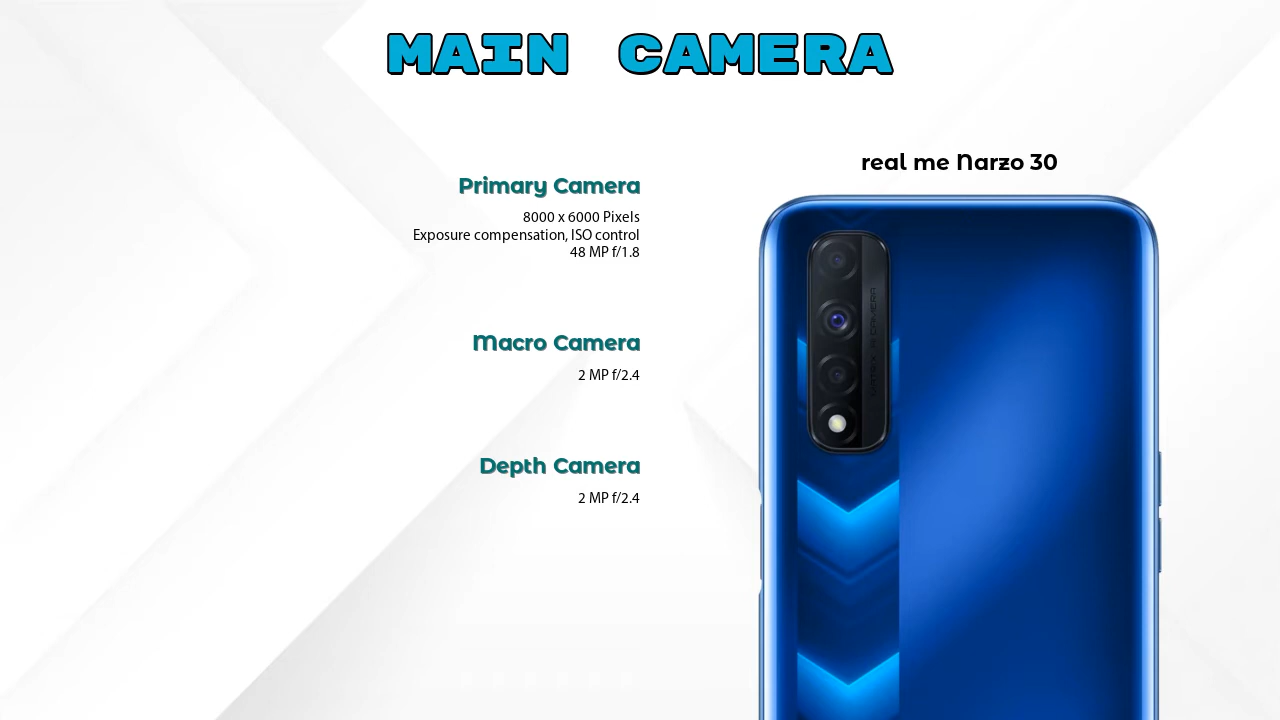 MAIN CAMERA
real me Narzo 30
Primary Camera
8000 x 6000 Pixels
Exposure compensation, ISO control
48 MP f/1.8
Macro Camera
2 MP f/2.4
Depth Camera
2 MP f/2.4